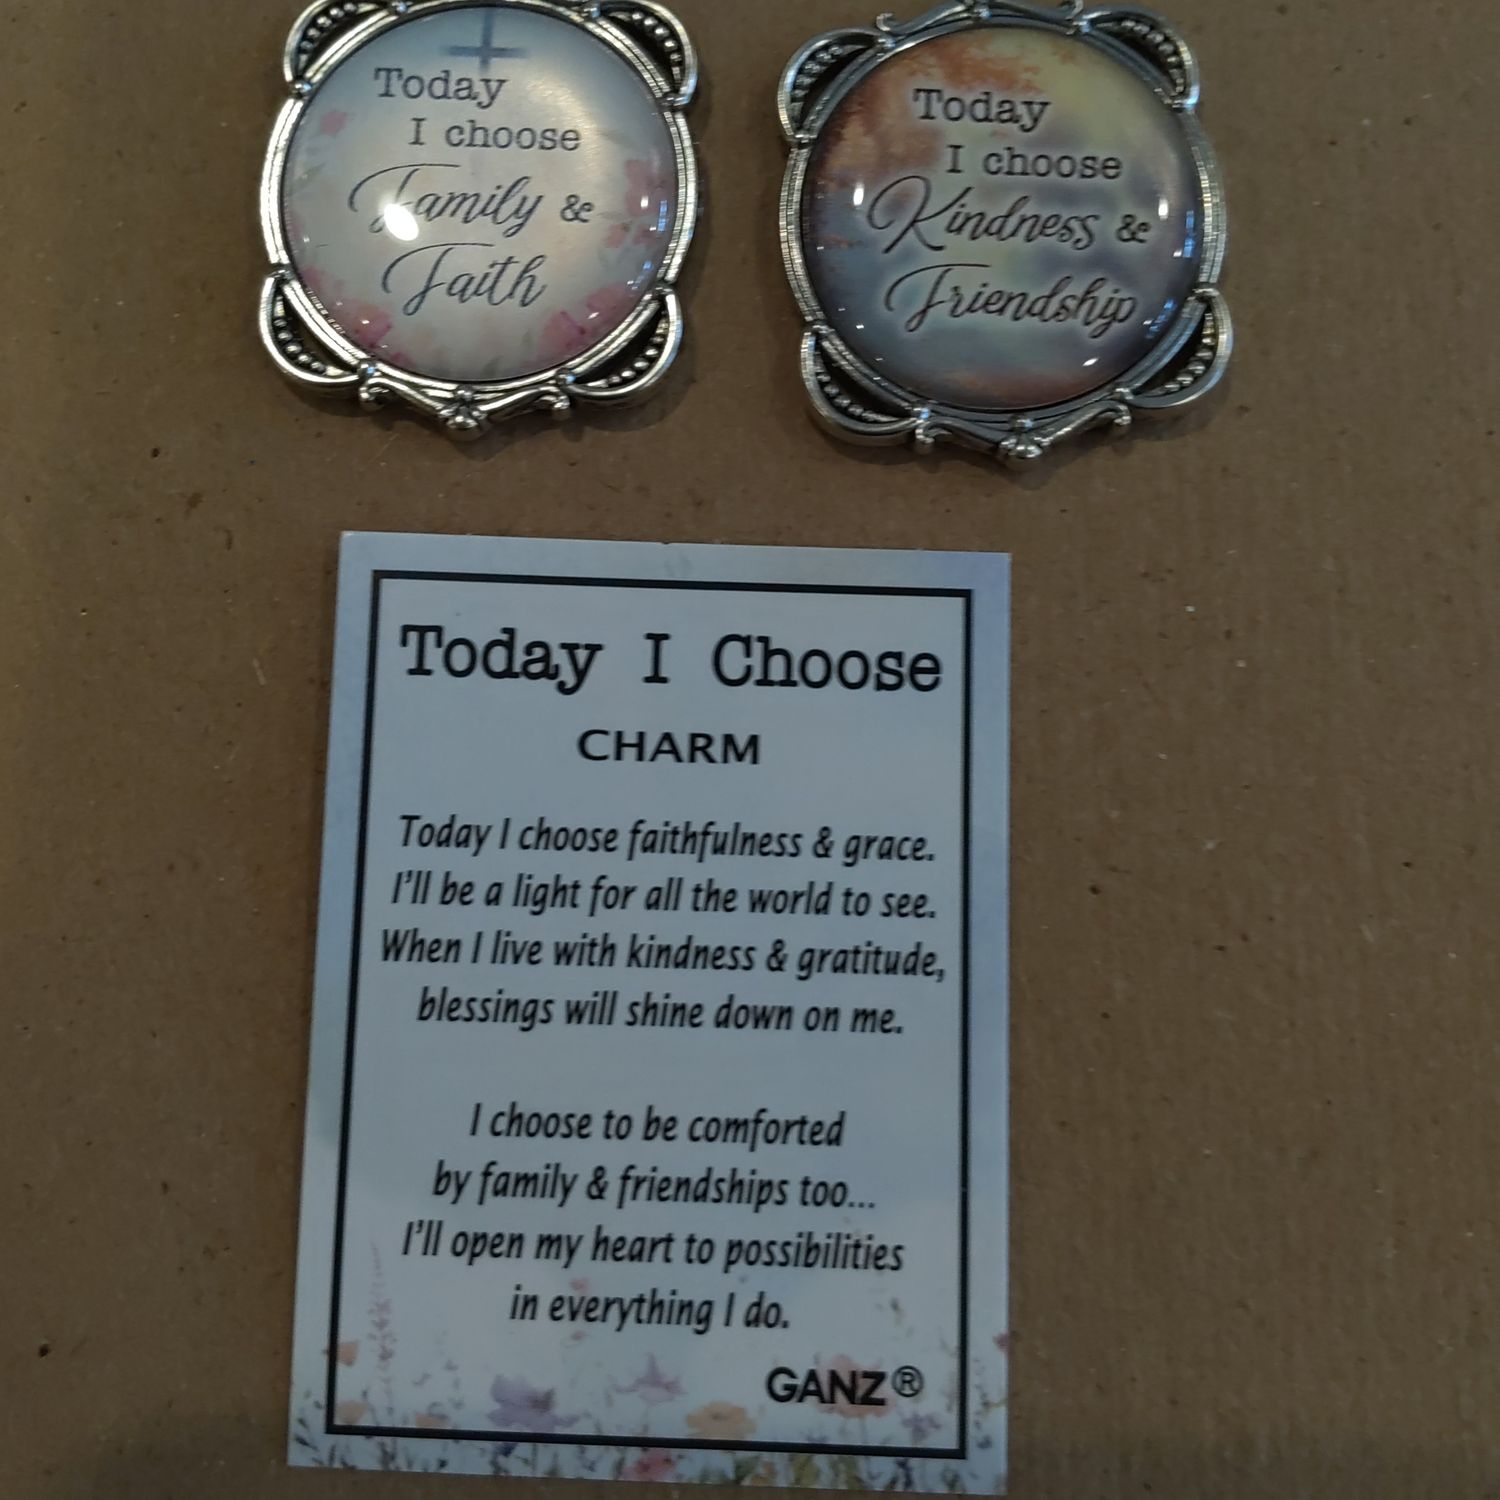 Today
I choose
Family &
Faith
Today
I choose
Kindness &
Friendship
Today I Choose
CHARM
Today I choose faithfulness & grace.
I'll be a light for all the world to see.
When I live with kindness & gratitude,
blessings will shine down on me.
I choose to be comforted
by family & friendships too...
I'll open my heart to possibilities
in everything I do.
GANZ®